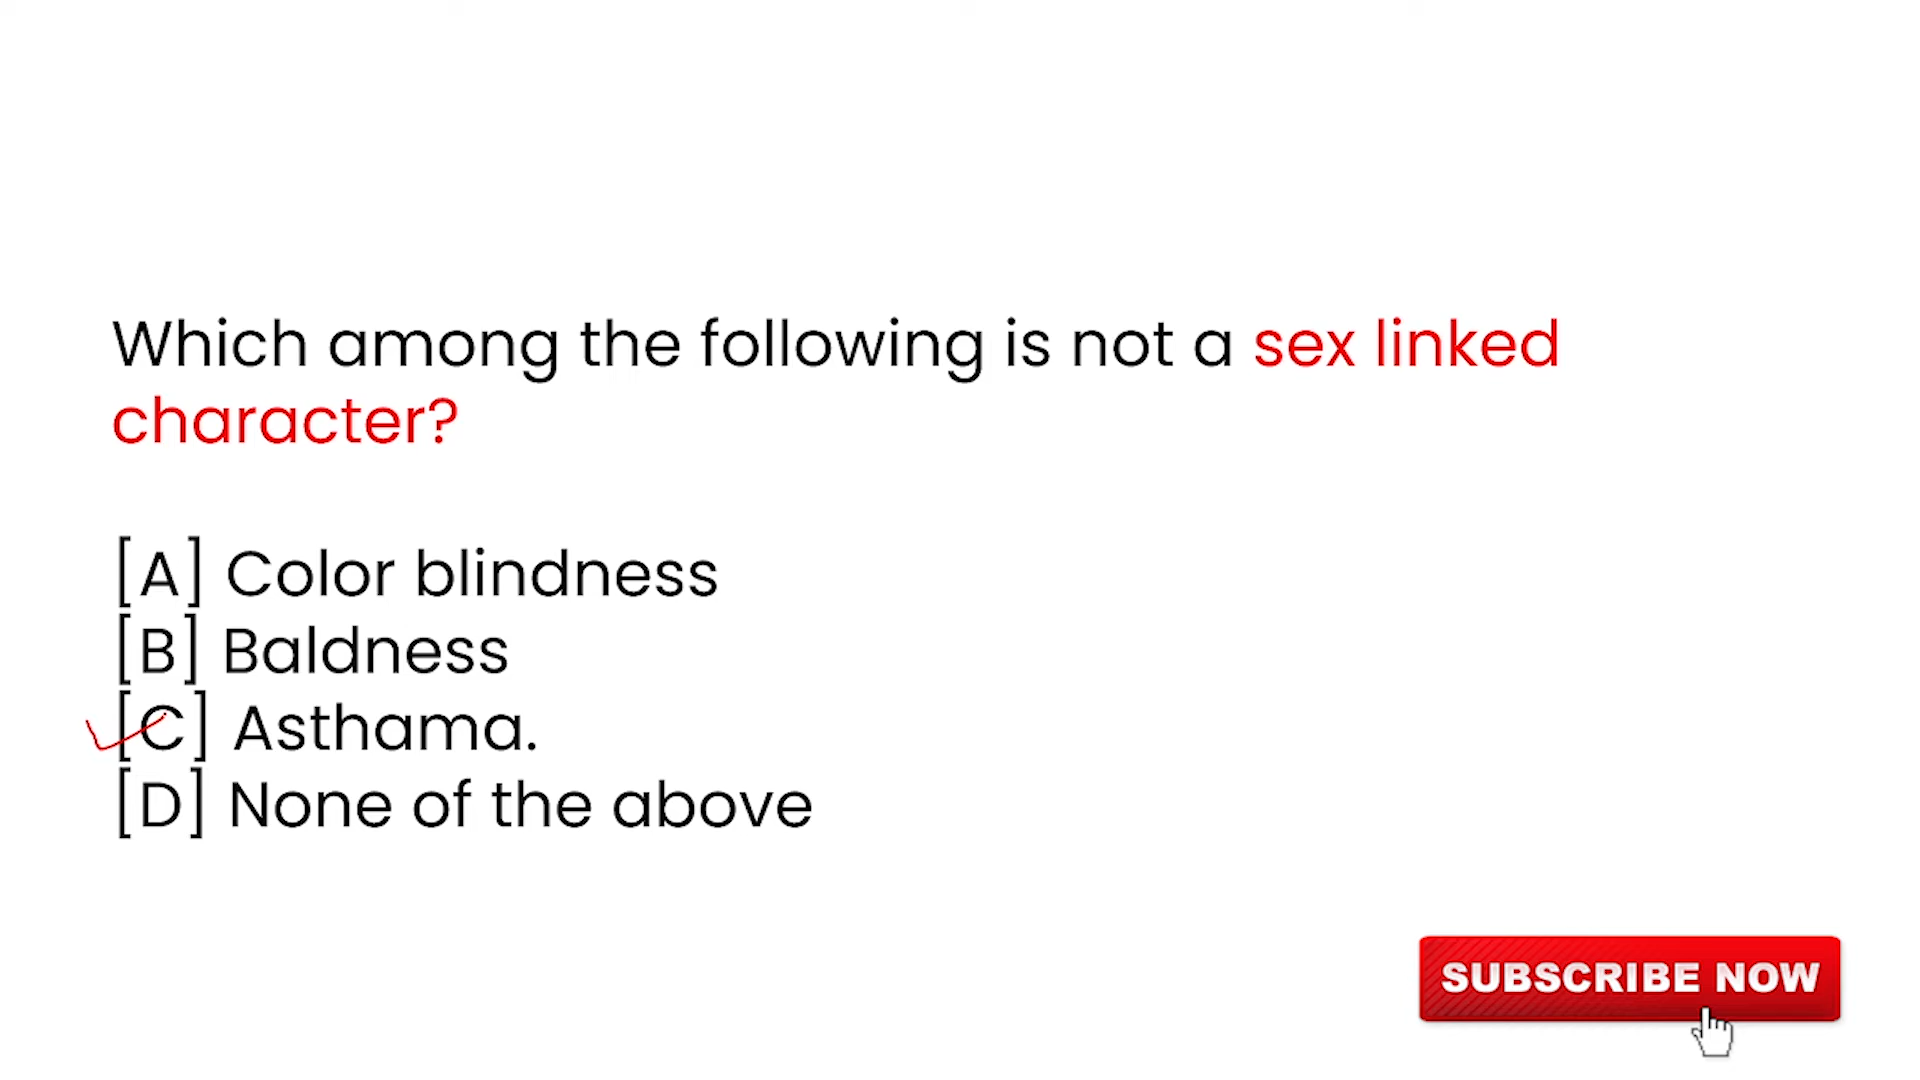 Which among the following is not a sex linked
character?
[A] Color blindness
[B] Baldness
[C] Asthama.
[D] None of the above
SUBSCRIBE NOW